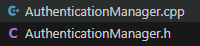 C++ AuthenticationManager.cpp
C AuthenticationManager.h